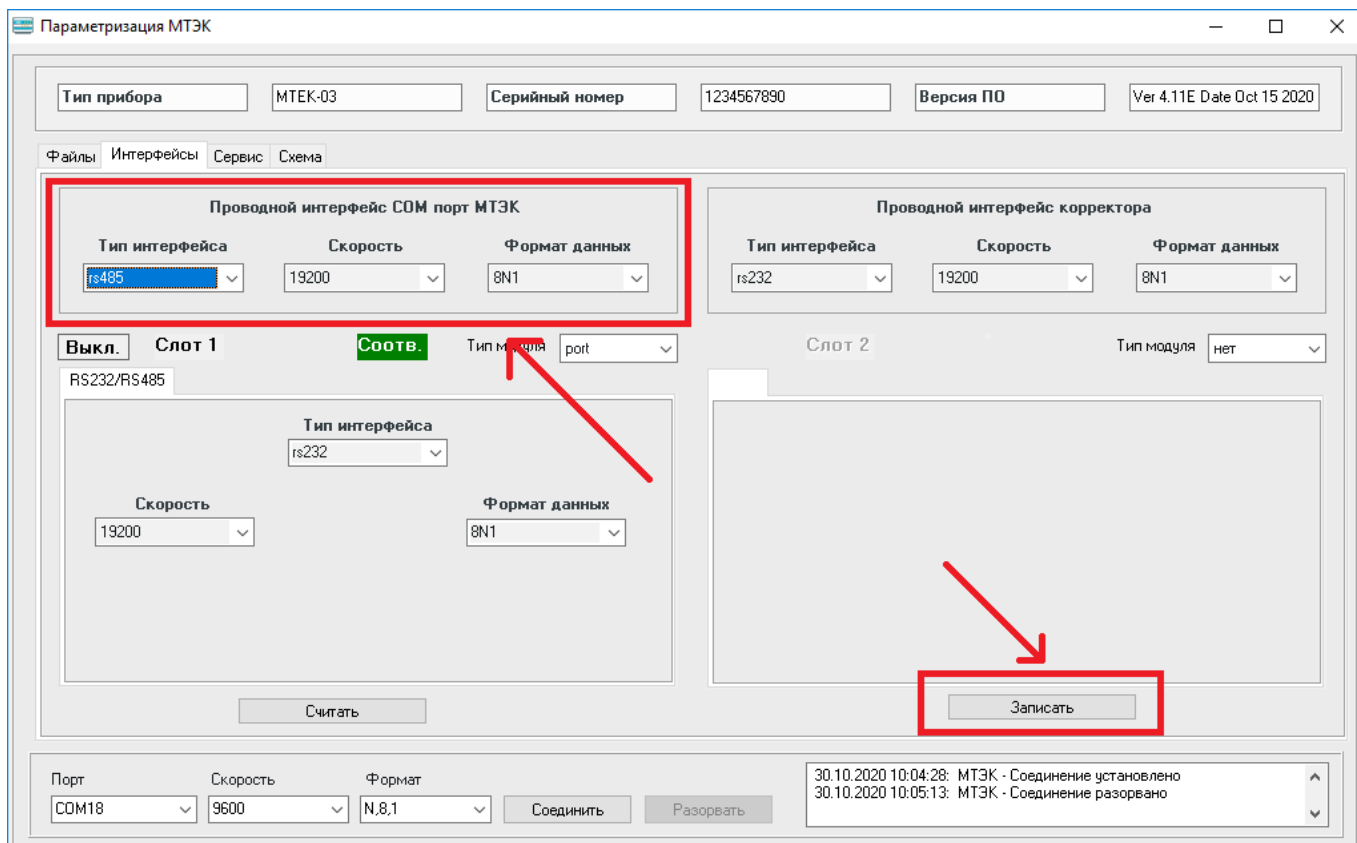 Параметризация МТЭК
Тип прибора MTEK-03 Серийный номер 1234567890 Версия ПО Ver 4.11E Date Oct 15 2020
Файлы Интерфейсы Сервис Схема
Проводной интерфейс COM порт МТЭК
Тип интерфейса Скорость Формат данных
rs485 19200 8N1
Проводной интерфейс корректора
Тип интерфейса Скорость Формат данных
rs232 19200 8N1
Выкл. Слот 1 Соотв. Тип модуля port
Слот 2 Тип модуля нет
RS232/RS485
Тип интерфейса
rs232
Скорость Формат данных
19200 8N1
Считать
Записать
Порт Скорость Формат
COM18 9600 N,8,1 Соединить Разорвать
30.10.2020 10:04:28: МТЭК - Соединение установлено
30.10.2020 10:05:13: МТЭК - Соединение разорвано